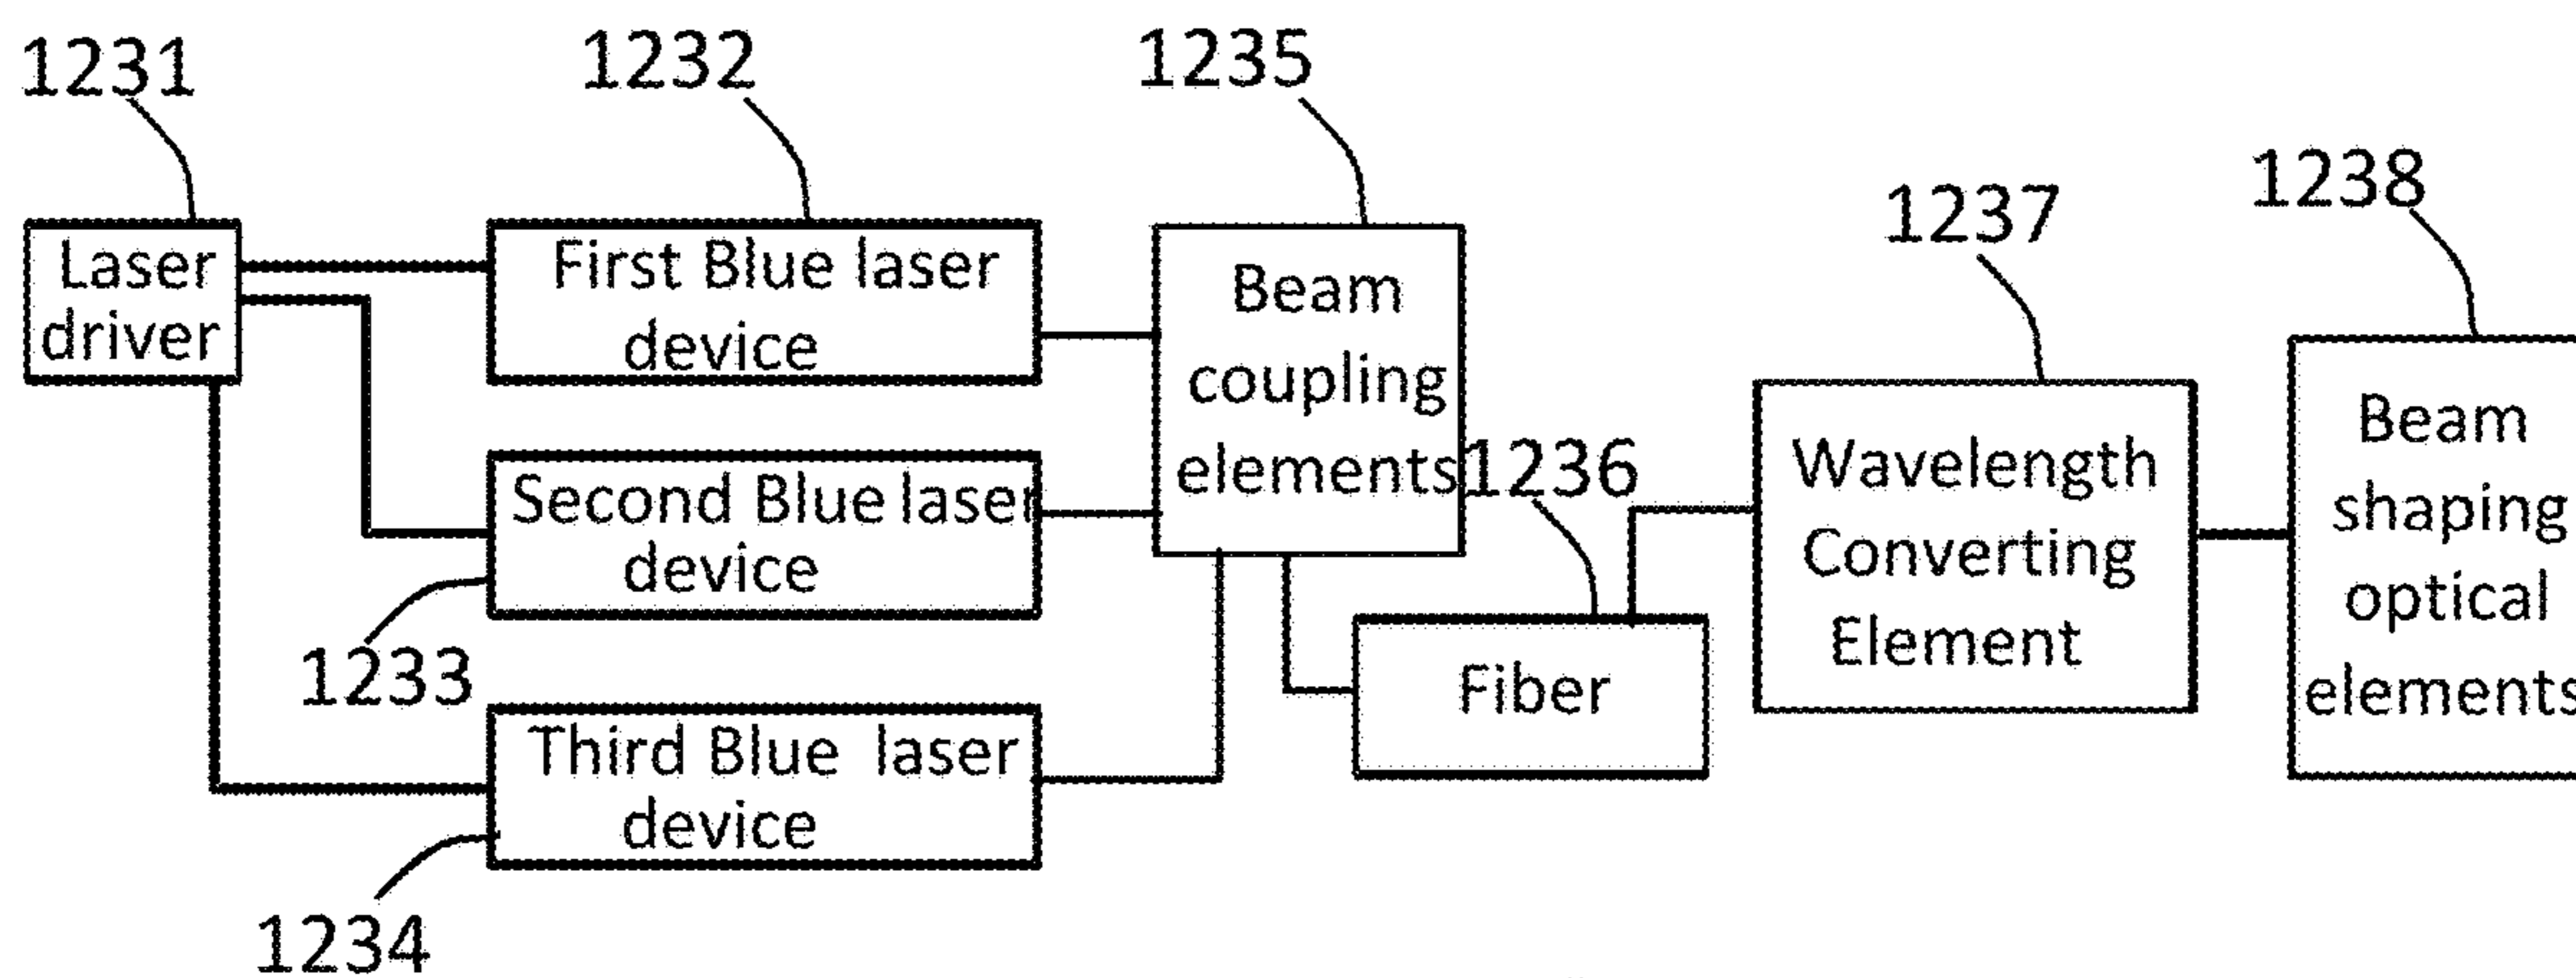 1231
1232
1235
1237
1238
Laser
driver
First Blue laser
device
Beam
coupling
elements
1236
Second Blue laser
device
1233
Third Blue laser
device
1234
Fiber
Wavelength
Converting
Element
Beam
shaping
optical
elements